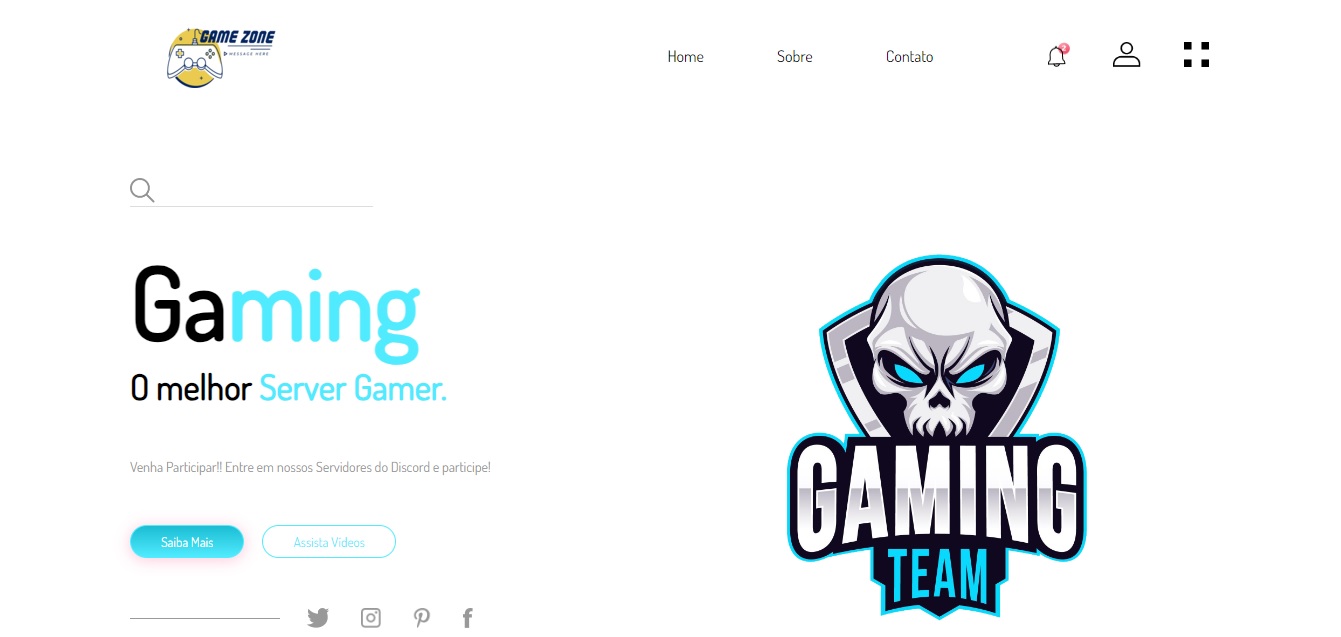 GAME ZONE
MESSAGE HERE
Home Sobre Contato
Gaming
O melhor Server Gamer.
Venha Participar!! Entre em nossos Servidores do Discord e participe!
Saiba Mais Assista Videos
GAMING
TEAM